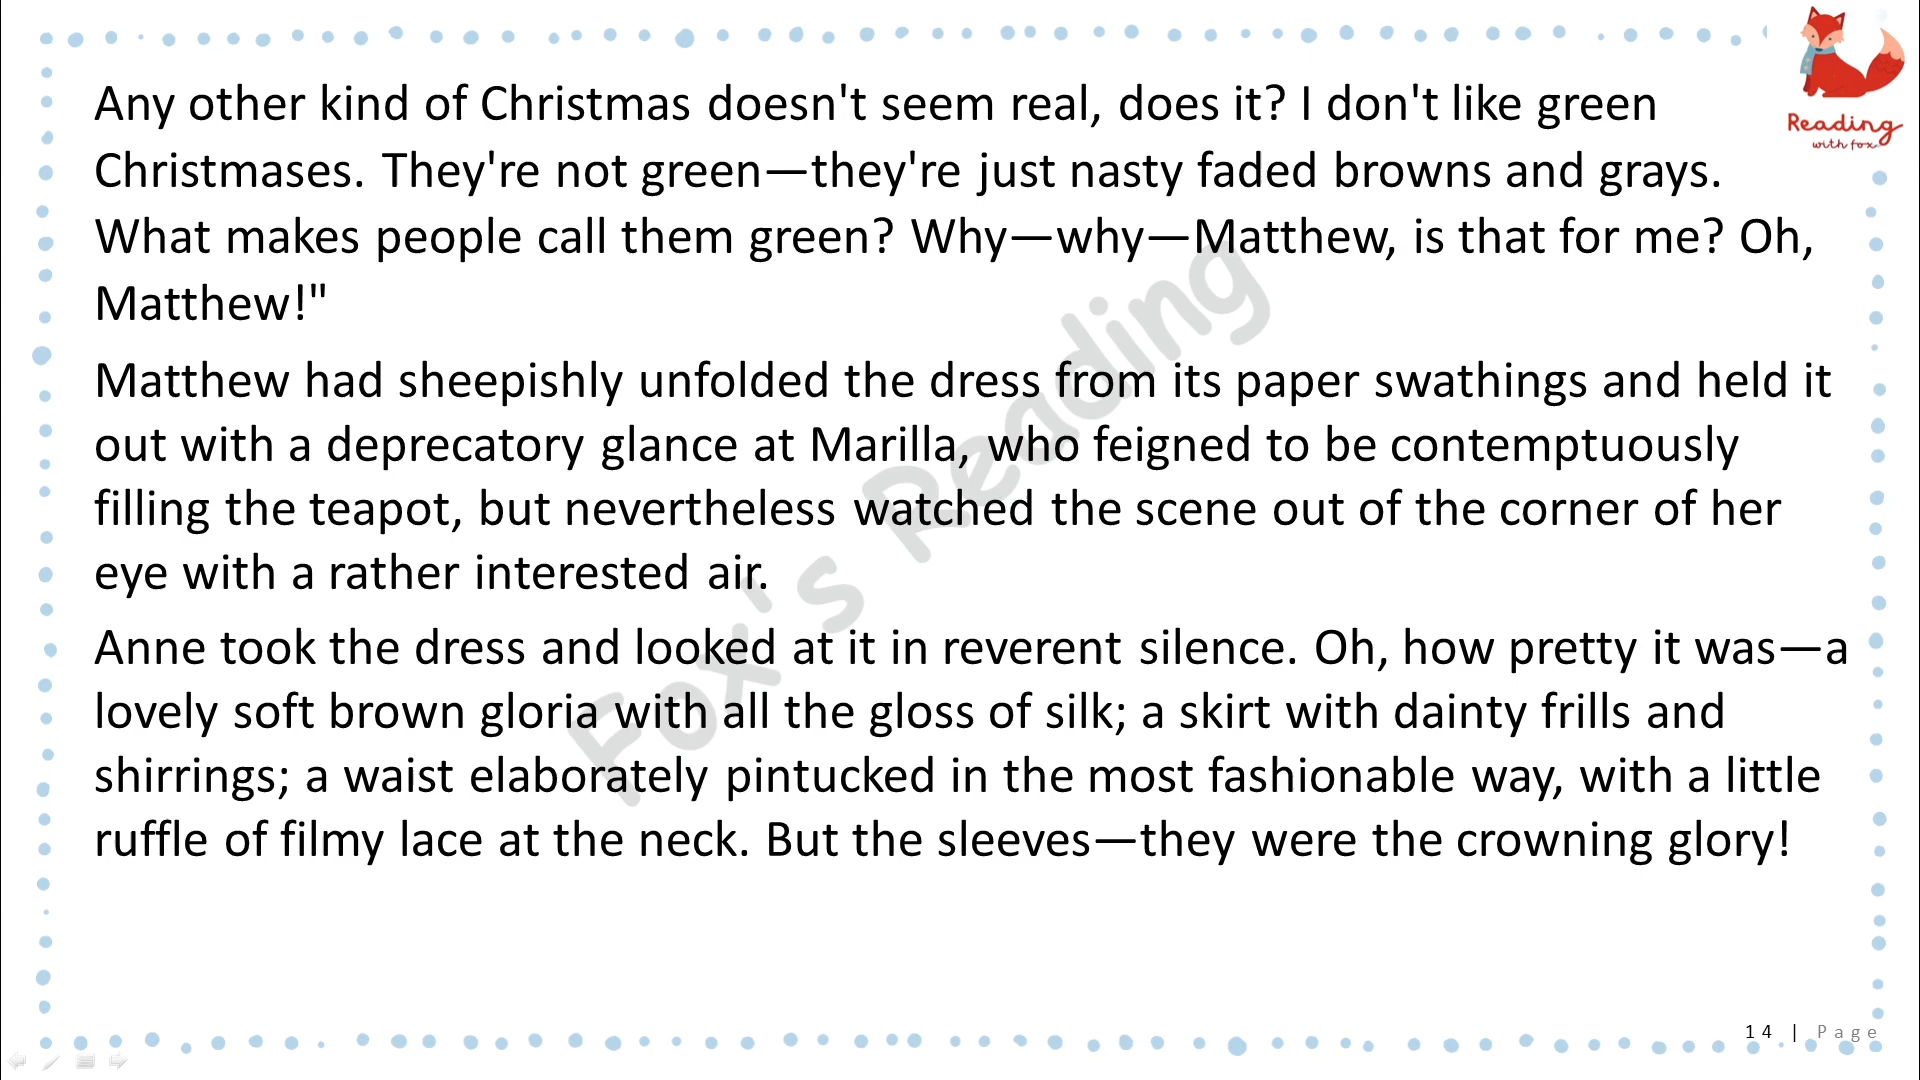 Any other kind of Christmas doesn't seem real, does it? I don't like green
Christmases. They're not green—they're just nasty faded browns and grays.
What makes people call them green? Why—why—Matthew, is that for me? Oh,
Matthew!"
Matthew had sheepishly unfolded the dress from its paper swathings and held it
out with a deprecatory glance at Marilla, who feigned to be contemptuously
filling the teapot, but nevertheless watched the scene out of the corner of her
eye with a rather interested air.
Anne took the dress and looked at it in reverent silence. Oh, how pretty it was—a
lovely soft brown gloria with all the gloss of silk; a skirt with dainty frills and
shirrings; a waist elaborately pintucked in the most fashionable way, with a little
ruffle of filmy lace at the neck. But the sleeves—they were the crowning glory!
Reading
with fox
Fox's Reading
14 | Page